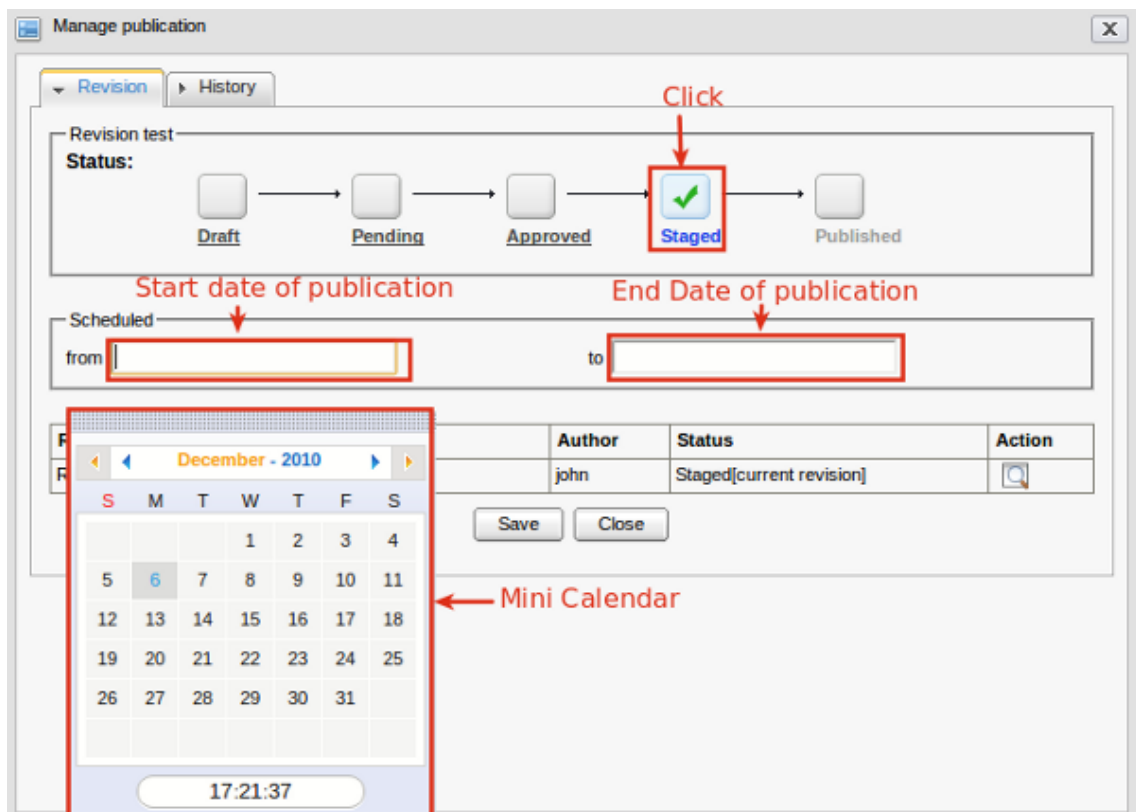 Manage publication
Revision History
Click
Revision test
Status:
Draft Pending Approved Staged Published
Start date of publication End Date of publication
Scheduled
from to
R Author Status Action
R john Staged[current revision]
December - 2010
S M T W T F S
Save Close
1 2 3 4
5 6 7 8 9 10 11
Mini Calendar
12 13 14 15 16 17 18
19 20 21 22 23 24 25
26 27 28 29 30 31
17:21:37